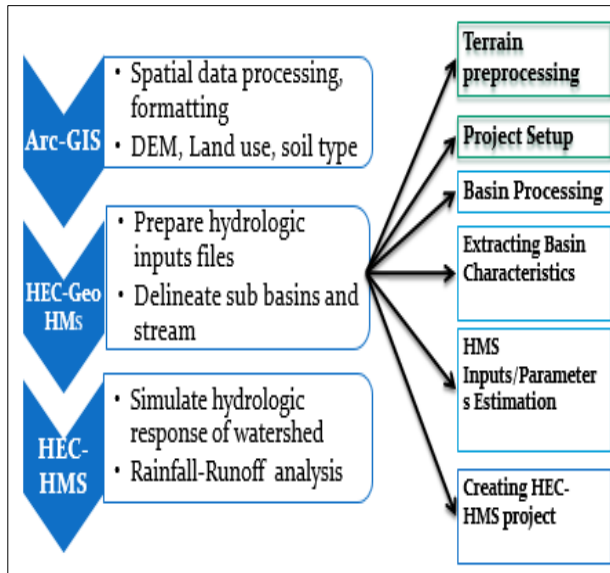 Arc-GIS
• Spatial data processing,
formatting
• DEM, Land use, soil type
HEC-Geo
HMS
• Prepare hydrologic
inputs files
• Delineate sub basins and
stream
HEC-
HMS
• Simulate hydrologic
response of watershed
• Rainfall-Runoff analysis
Terrain
preprocessing
Project Setup
Basin Processing
Extracting Basin
Characteristics
HMS
Inputs/Parameter
s Estimation
Creating HEC-
HMS project